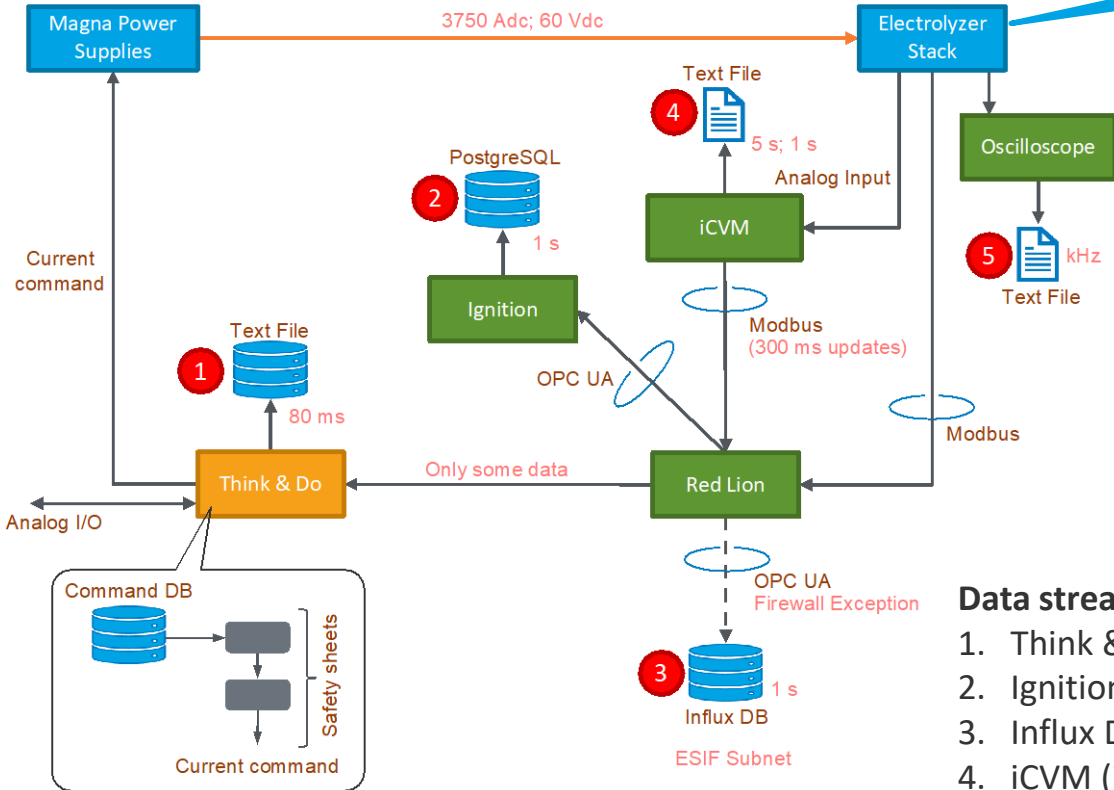 Magna Power
Supplies
3750 Adc; 60 Vdc
Electrolyzer
Stack
Text File
4
5 s; 1 s
Oscilloscope
PostgreSQL
2
1 s
Analog Input
iCVM
5
kHz
Text File
Current
command
Ignition
Modbus
(300 ms updates)
Text File
1
80 ms
OPC UA
Modbus
Think & Do
Only some data
Red Lion
Analog I/O
OPC UA
Firewall Exception
Command DB
Safety sheets
Current command
3
1 s
Influx DB
ESIF Subnet
Data strea
1. Think &
2. Ignition
3. Influx D
4. iCVM (